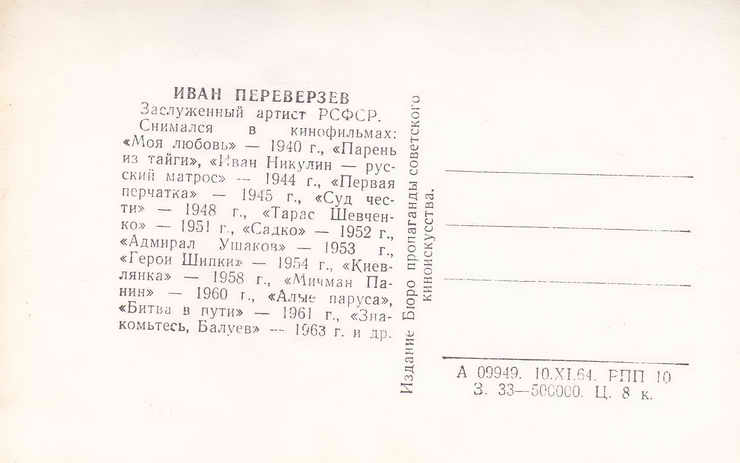 ИВАН ПЕРЕВЕРЗЕВ
Заслуженный артист РСФСР.
Снимался в кинофильмах:
«Моя любовь» — 1940 г., «Парень
из тайги», «Иван Никулин — рус-
ский матрос» — 1944 г., «Первая
перчатка» — 1945 г., «Суд чес-
ти» — 1948 г., «Тарас Шевчен-
ко» — 1951 г., «Садко» — 1952 г.,
«Адмирал Ушаков» — 1953 г.,
«Герои Шипки» — 1954 г., «Киев-
лянка» — 1958 г., «Мичман Па-
нин» — 1960 г., «Алые паруса»,
«Битва в пути» — 1961 г., «Зна-
комьтесь, Балуев» — 1963 г. и др.
Издание Бюро пропаганды советского
киноискусства.
А 09949. 10.XI.64. РПП 10
З. 33—500000. Ц. 8 к.